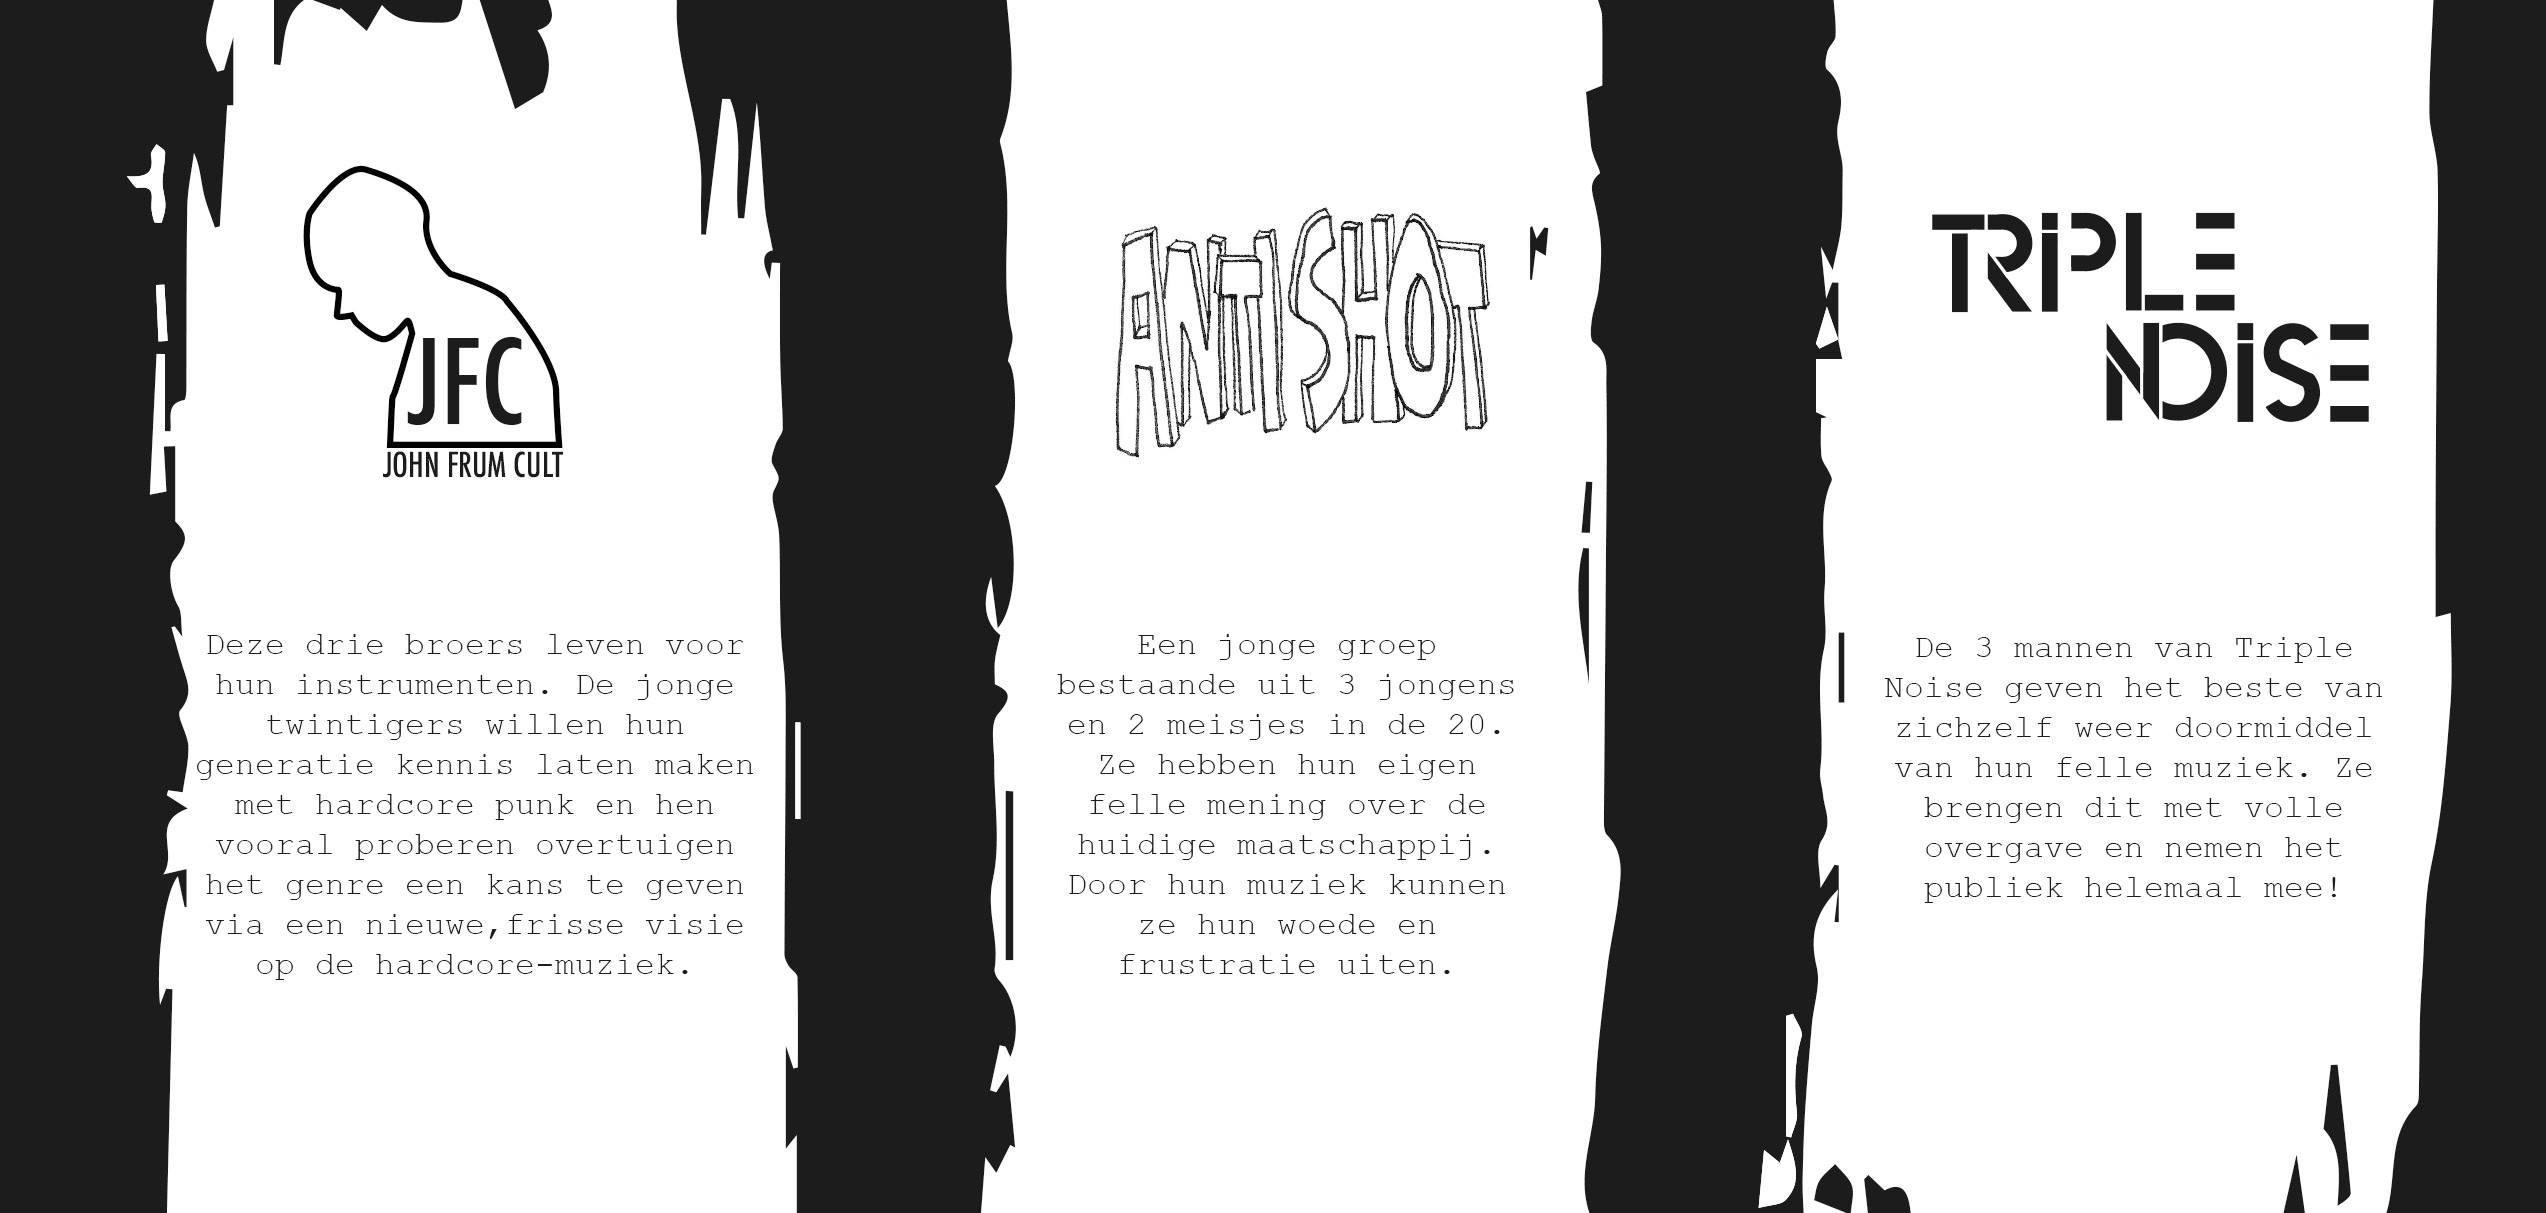 JFC
JOHN FRUM CULT
Deze drie broers leven voor
hun instrumenten. De jonge
twintigers willen hun
generatie kennis laten maken
met hardcore punk en hen
vooral proberen overtuigen
het genre een kans te geven
via een nieuwe,frisse visie
op de hardcore-muziek.
ANTISHOT
Een jonge groep
bestaande uit 3 jongens
en 2 meisjes in de 20.
Ze hebben hun eigen
felle mening over de
huidige maatschappij.
Door hun muziek kunnen
ze hun woede en
frustratie uiten.
TRiPLE
NOiSE
De 3 mannen van Triple
Noise geven het beste van
zichzelf weer doormiddel
van hun felle muziek. Ze
brengen dit met volle
overgave en nemen het
publiek helemaal mee!